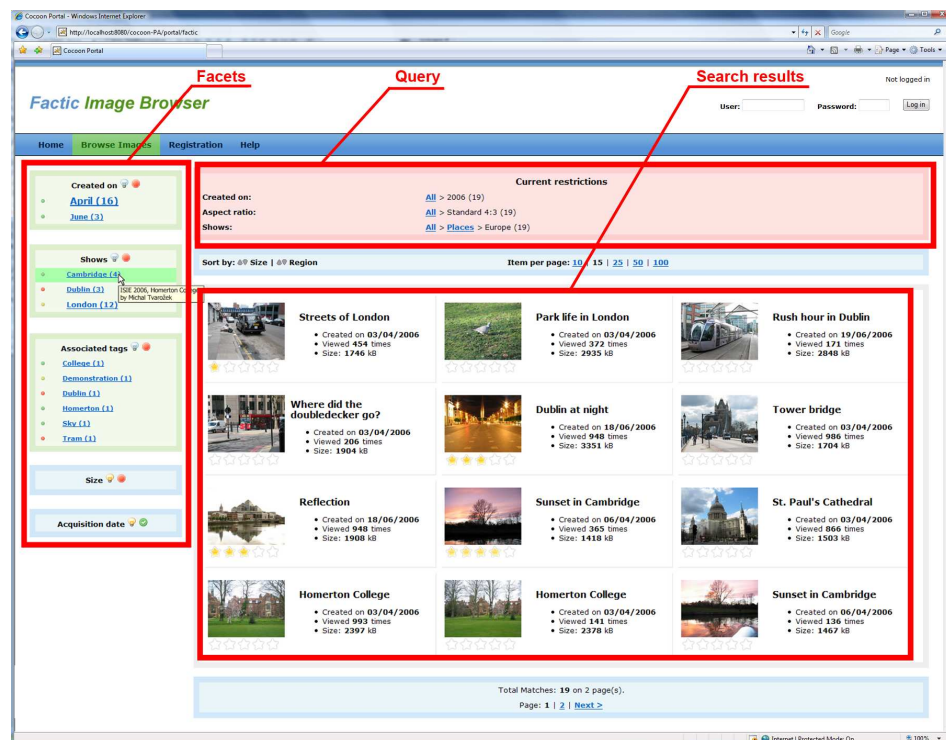 Cocoon Portal - Windows Internet Explorer
http://localhost:8080/cocoon-PA/portal/factic
Google
Cocoon Portal
Page
Tools
Facets
Query
Search results
Not logged in
Factic Image Browser
User:
Password:
Log in
Home
Browse Images
Registration
Help
Created on
April (16)
June (3)
Shows
Cambridge (4)
Dublin (3)
London (12)
ISIE 2006, Homerton College
by Michal Tvarožek
Associated tags
College (1)
Demonstration (1)
Dublin (1)
Homerton (1)
Sky (1)
Tram (1)
Size
Acquisition date
Current restrictions
Created on: All > 2006 (19)
Aspect ratio: All > Standard 4:3 (19)
Shows: All > Places > Europe (19)
Sort by: Size | Region
Item per page: 10 | 15 | 25 | 50 | 100
Streets of London
• Created on 03/04/2006
• Viewed 454 times
• Size: 1746 kB
Park life in London
• Created on 03/04/2006
• Viewed 372 times
• Size: 2935 kB
Rush hour in Dublin
• Created on 19/06/2006
• Viewed 171 times
• Size: 2848 kB
Where did the
doubledecker go?
• Created on 03/04/2006
• Viewed 206 times
• Size: 1904 kB
Dublin at night
• Created on 18/06/2006
• Viewed 948 times
• Size: 3351 kB
Tower bridge
• Created on 03/04/2006
• Viewed 986 times
• Size: 1704 kB
Reflection
• Created on 18/06/2006
• Viewed 948 times
• Size: 1908 kB
Sunset in Cambridge
• Created on 06/04/2006
• Viewed 365 times
• Size: 1418 kB
St. Paul's Cathedral
• Created on 03/04/2006
• Viewed 866 times
• Size: 1503 kB
Homerton College
• Created on 03/04/2006
• Viewed 993 times
• Size: 2397 kB
Homerton College
• Created on 03/04/2006
• Viewed 141 times
• Size: 2378 kB
Sunset in Cambridge
• Created on 06/04/2006
• Viewed 136 times
• Size: 1467 kB
Total Matches: 19 on 2 page(s).
Page: 1 | 2 | Next >
Internet | Protected Mode: On
100%